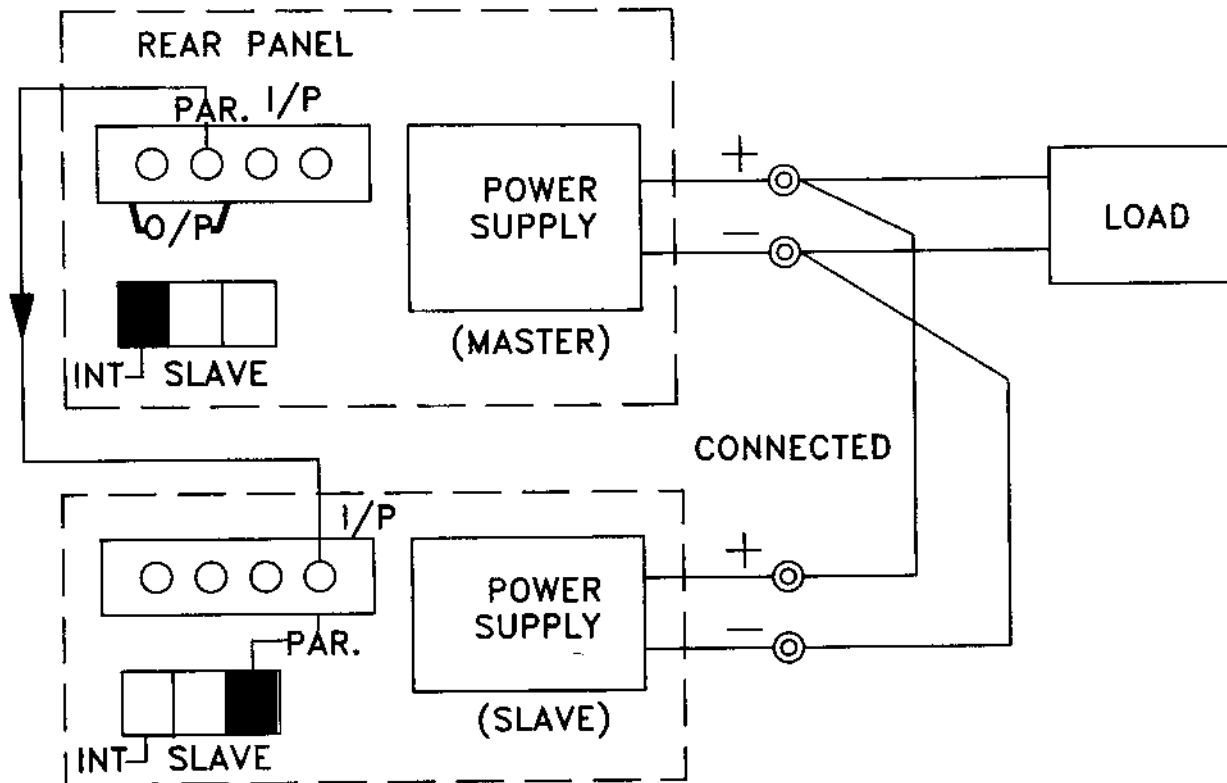 REAR PANEL
PAR. I/P
O/P
INT SLAVE
POWER
SUPPLY
(MASTER)
+
−
LOAD
CONNECTED
I/P
PAR.
INT SLAVE
POWER
SUPPLY
(SLAVE)
+
−